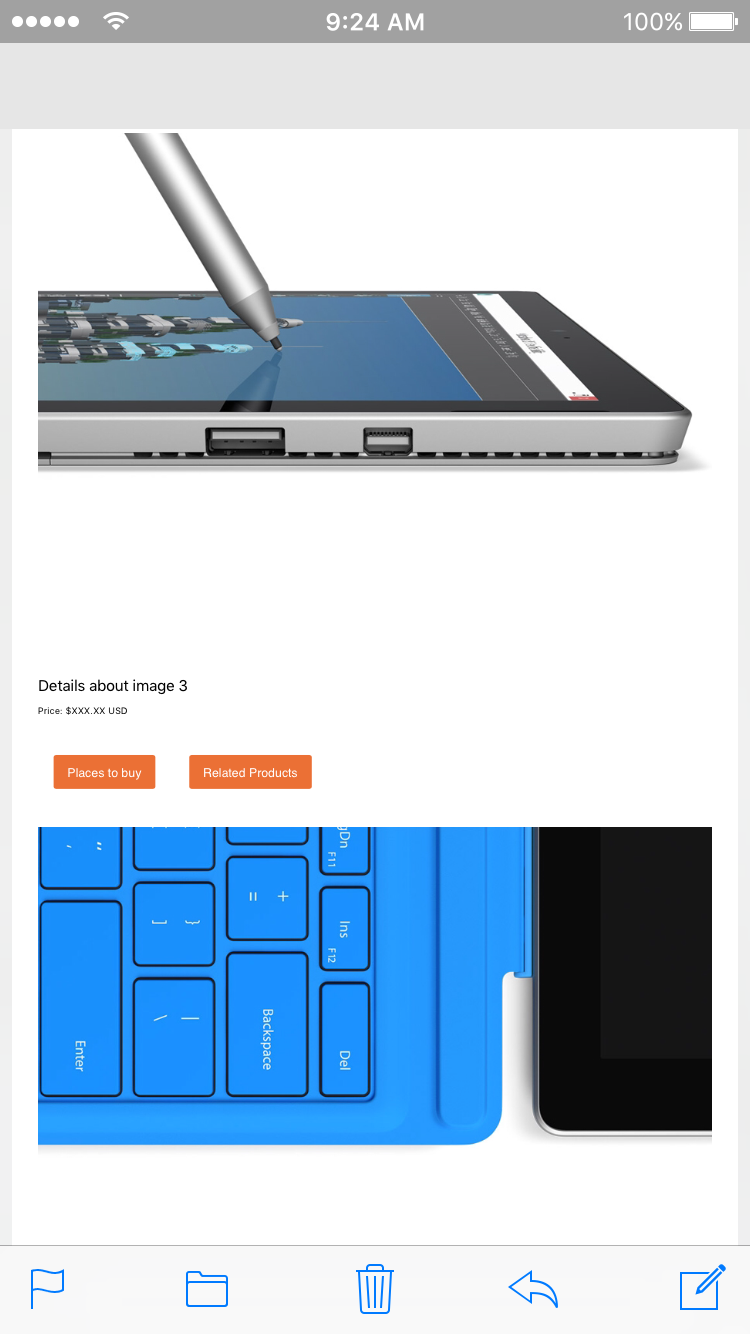 9:24 AM
100%
Details about image 3
Price: $XXX.XX USD
Places to buy
Related Products
, "
gDn
F11
] }
= +
Ins
F12
\ |
Enter
Backspace
Del